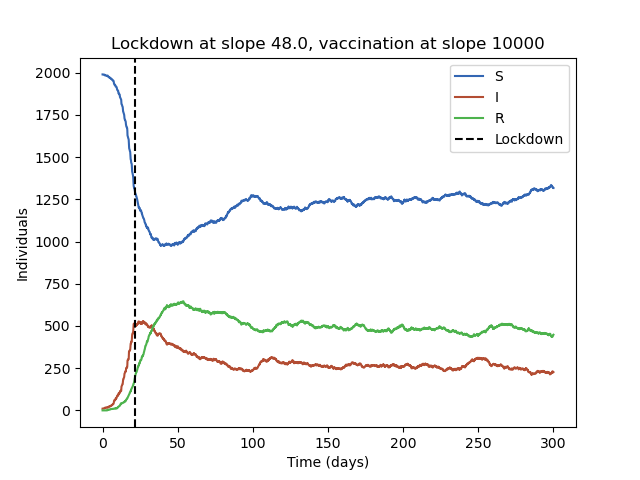 Lockdown at slope 48.0, vaccination at slope 10000
S
I
R
Lockdown
2000
1750
1500
1250
1000
750
500
250
0
Individuals
0 50 100 150 200 250 300
Time (days)